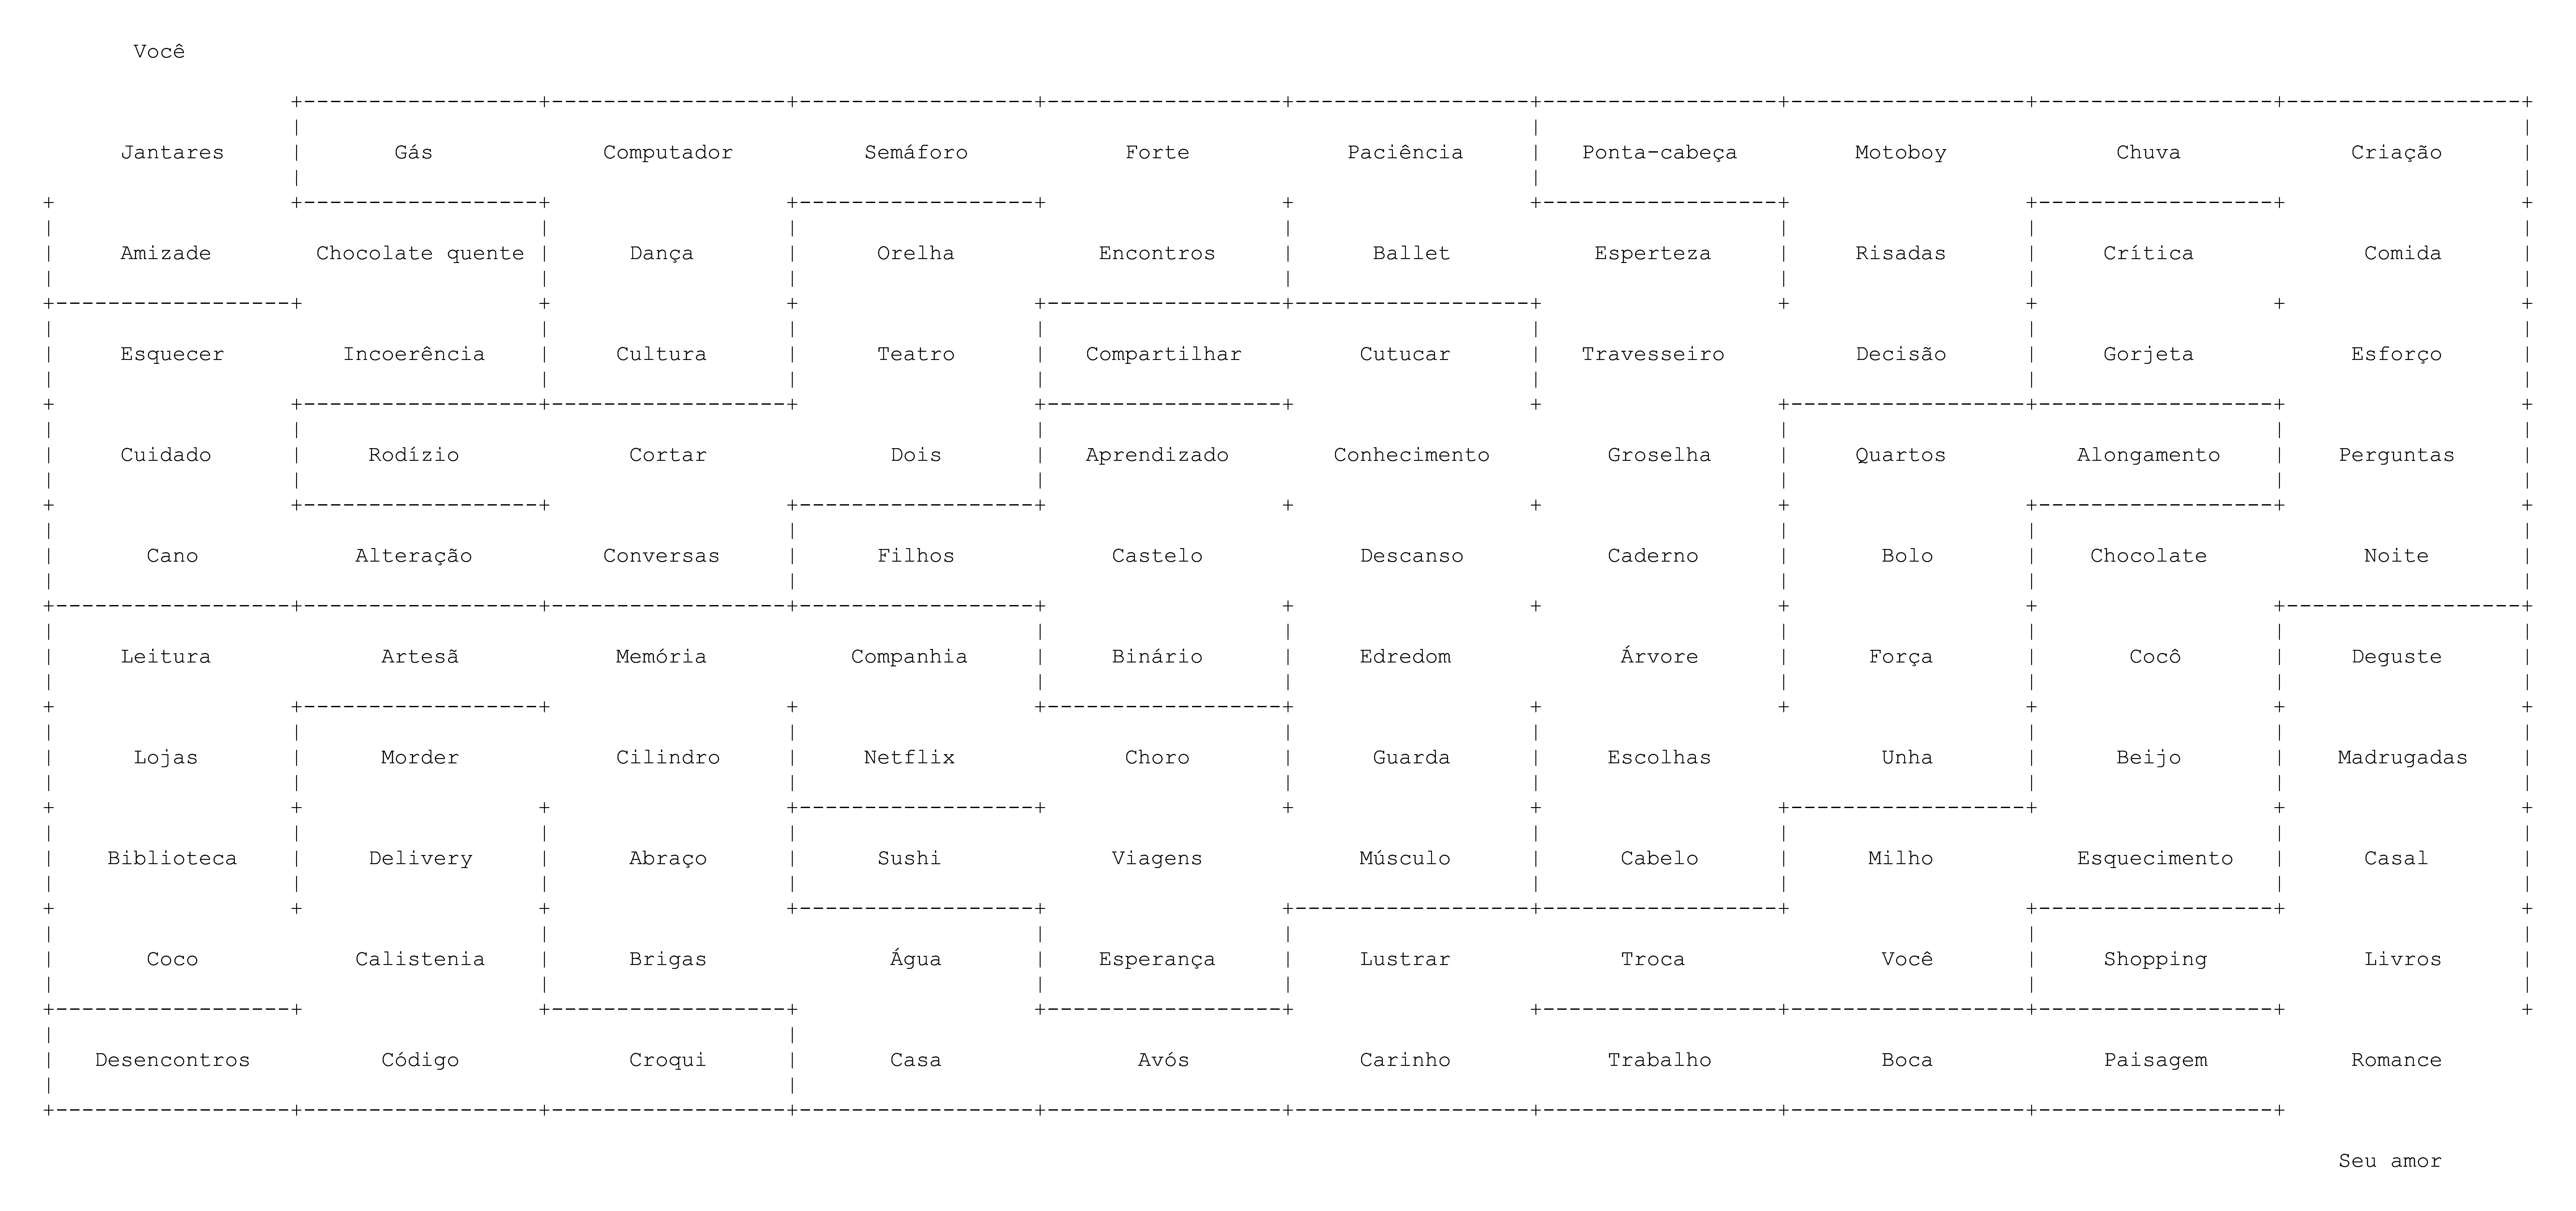 Você
Jantares Gás Computador Semáforo Forte Paciência Ponta-cabeça Motoboy Chuva Criação
Amizade Chocolate quente Dança Orelha Encontros Ballet Esperteza Risadas Crítica Comida
Esquecer Incoerência Cultura Teatro Compartilhar Cutucar Travesseiro Decisão Gorjeta Esforço
Cuidado Rodízio Cortar Dois Aprendizado Conhecimento Groselha Quartos Alongamento Perguntas
Cano Alteração Conversas Filhos Castelo Descanso Caderno Bolo Chocolate Noite
Leitura Artesã Memória Companhia Binário Edredom Árvore Força Cocô Deguste
Lojas Morder Cilindro Netflix Choro Guarda Escolhas Unha Beijo Madrugadas
Biblioteca Delivery Abraço Sushi Viagens Músculo Cabelo Milho Esquecimento Casal
Coco Calistenia Brigas Água Esperança Lustrar Troca Você Shopping Livros
Desencontros Código Croqui Casa Avós Carinho Trabalho Boca Paisagem Romance
Seu amor